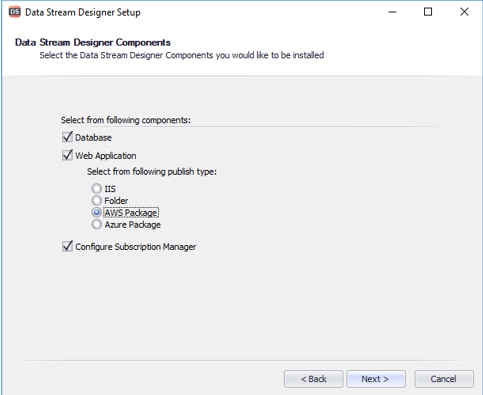 DS Data Stream Designer Setup
Data Stream Designer Components
Select the Data Stream Designer Components you would like to be installed
Select from following components:
Database
Web Application
Select from following publish type:
IIS
Folder
AWS Package
Azure Package
Configure Subscription Manager
< Back Next > Cancel